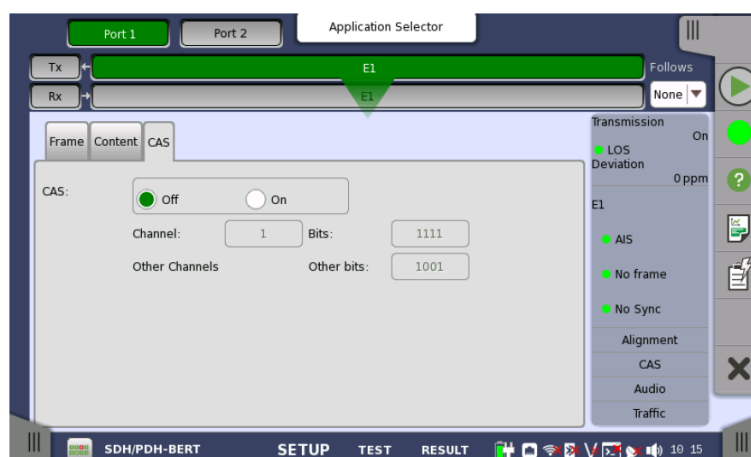 Port 1
Port 2
Application Selector
Tx
E1
Follows
Rx
E1
None
Frame
Content
CAS
CAS:
Off
On
Channel:
1
Bits:
1111
Other Channels
Other bits:
1001
Transmission
On
LOS
Deviation
0 ppm
E1
AIS
No frame
No Sync
Alignment
CAS
Audio
Traffic
SDH/PDH-BERT
SETUP
TEST
RESULT
10 15